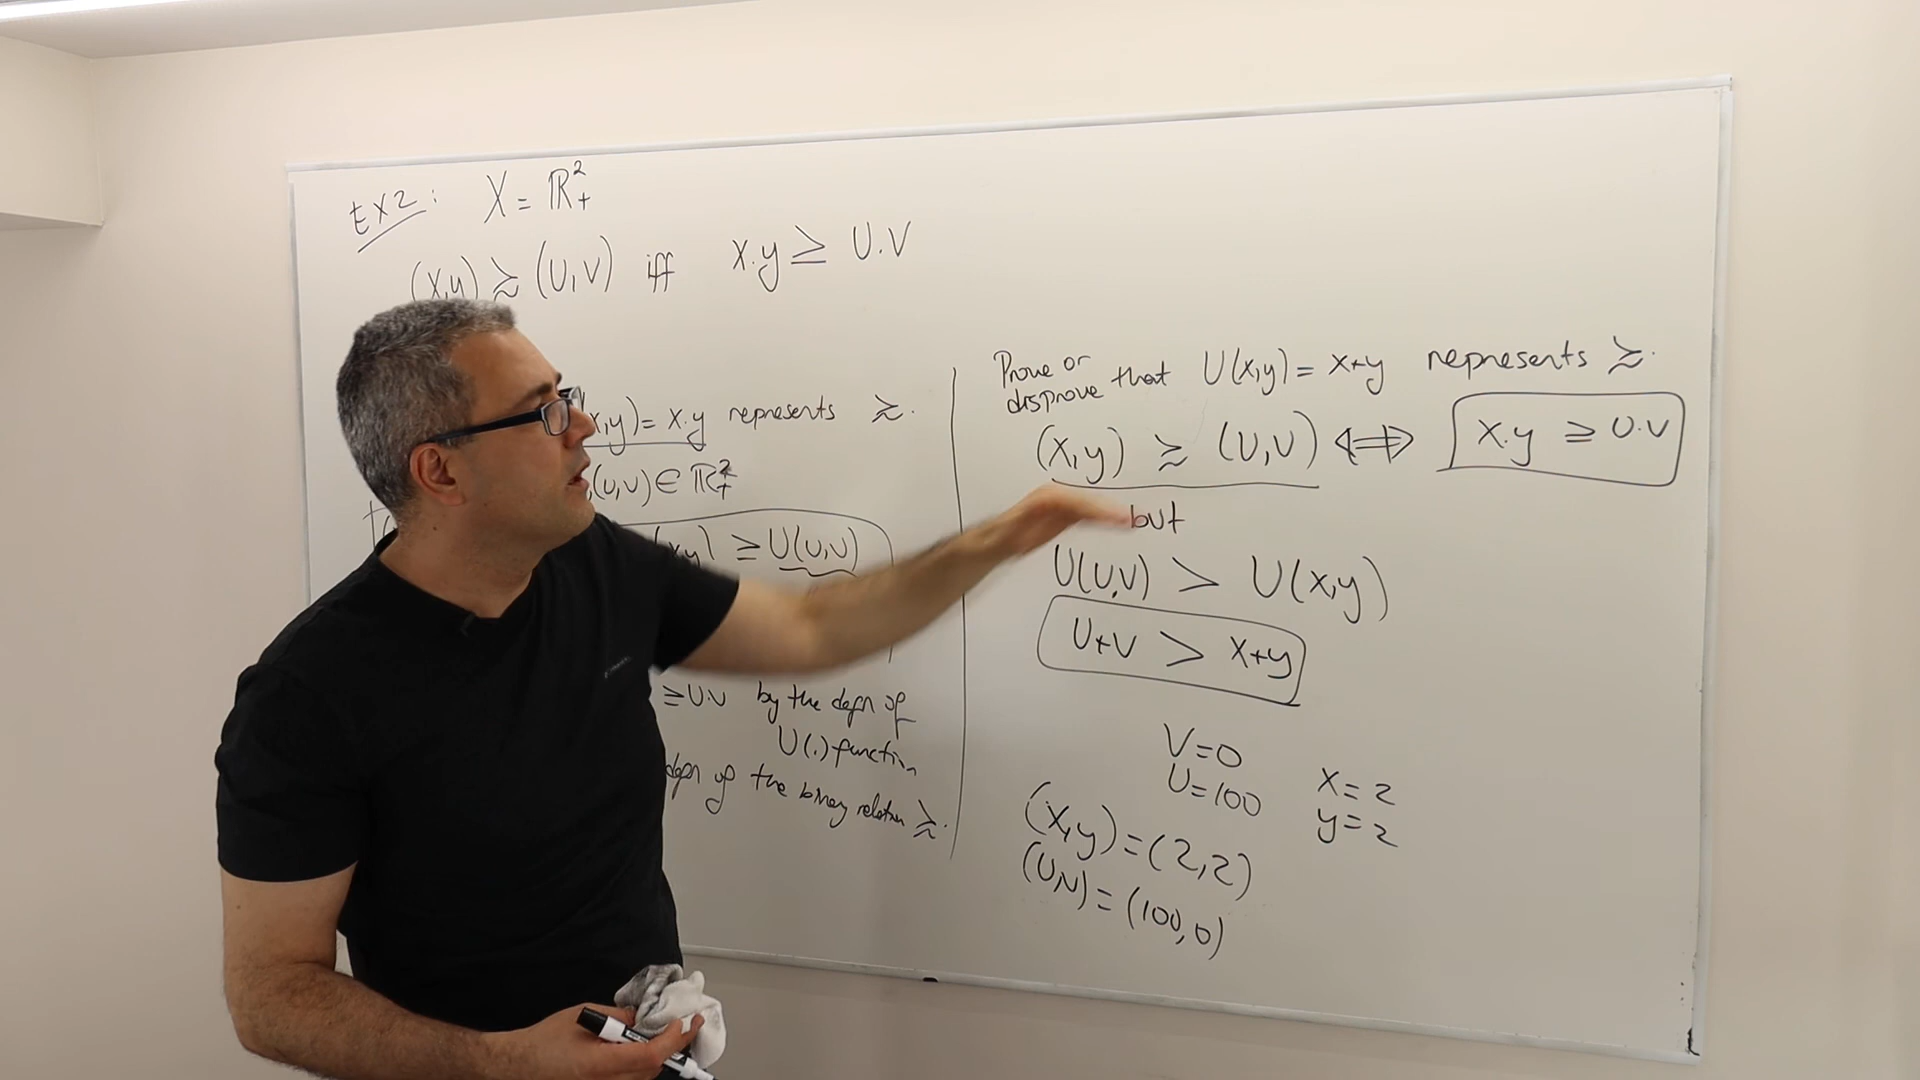 EX2: X = ℝ²₊
(x,y) ≿ (U,V) iff x.y ≥ U.V
(x,y) = x.y represents ≿.
,(u,v) ∈ ℝ²₊
(x,y) ≥ U(u,v)
≥ U.V by the defn of
U(.) function
defn of the binary relation ≿.
Prove or
disprove that U(x,y) = x+y represents ≿.
(x,y) ≿ (U,V) ⟺ x.y ≥ U.V
but
U(U,V) > U(x,y)
U+V > x+y
V=0
U=100
x=2
y=2
(x,y) = (2,2)
(U,V) = (100,0)